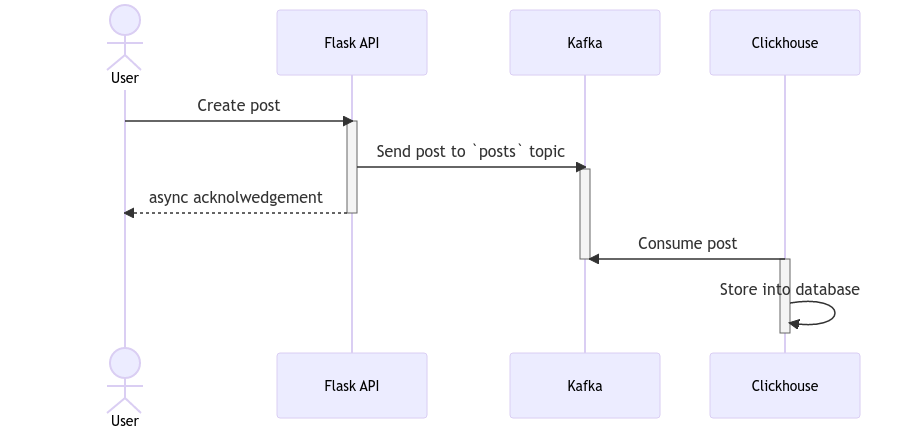 User
Flask API
Kafka
Clickhouse
Create post
Send post to `posts` topic
async acknolwedgement
Consume post
Store into database
User
Flask API
Kafka
Clickhouse